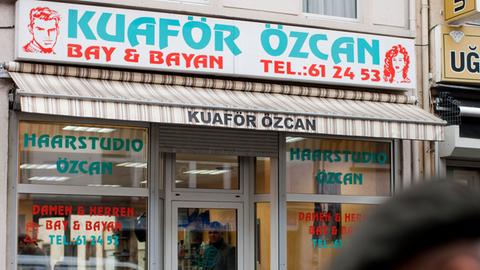 KUAFÖR ÖZCAN
BAY & BAYAN TEL.:61 24 53
KUAFÖR ÖZCAN
HAARSTUDIO
ÖZCAN
DAMEN & HERREN
BAY & BAYAN
TEL:61 24 53
HAARSTUDIO
ÖZCAN
DAMEN & HERREN
BAY & BAYAN
TEL:61 24
5
UĞ